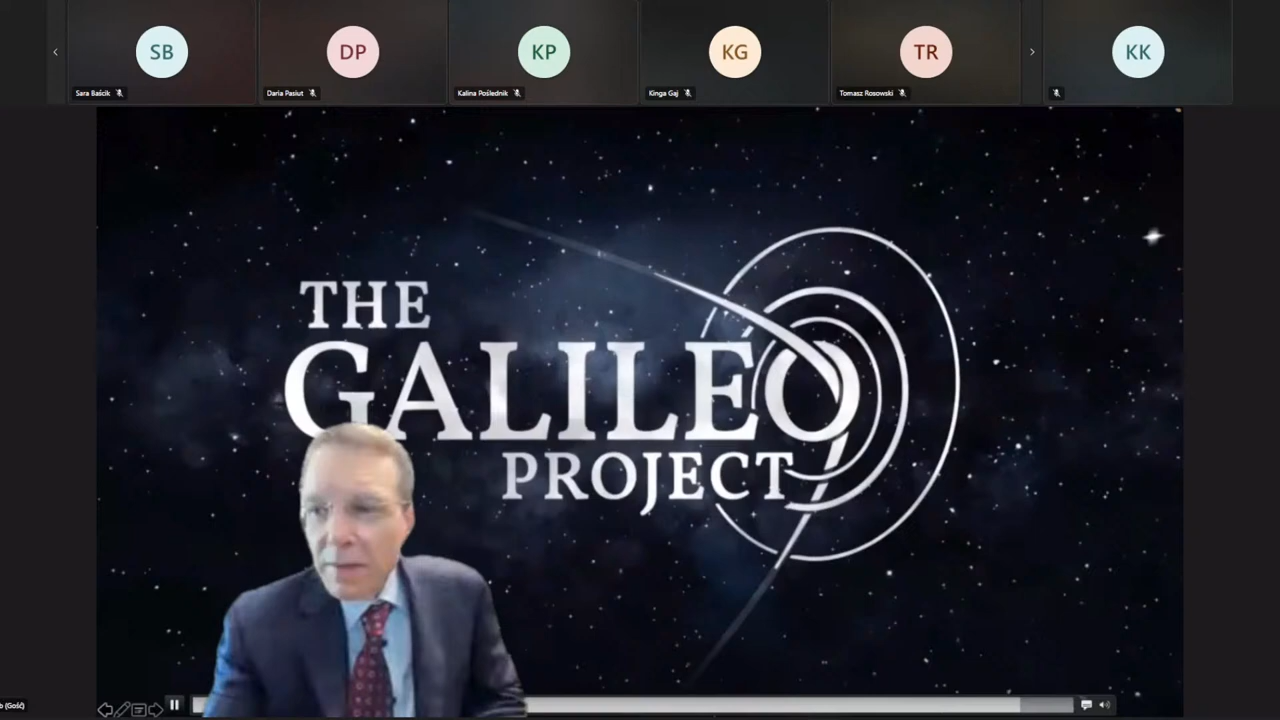 SB
DP
KP
KG
TR
KK
Sara Baścik
Daria Pasiut
Kalina Poślednik
Kinga Gaj
Tomasz Rosowski
THE
GALILEO
PROJECT
b (Gość)